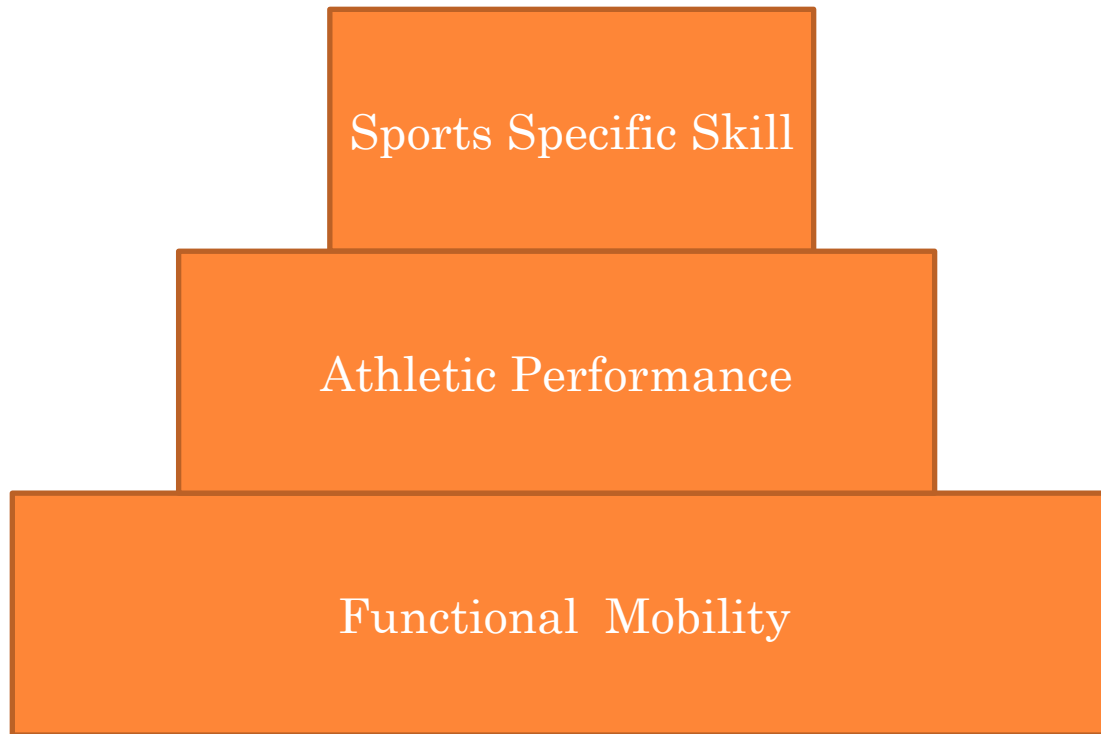 Sports Specific Skill
Athletic Performance
Functional  Mobility